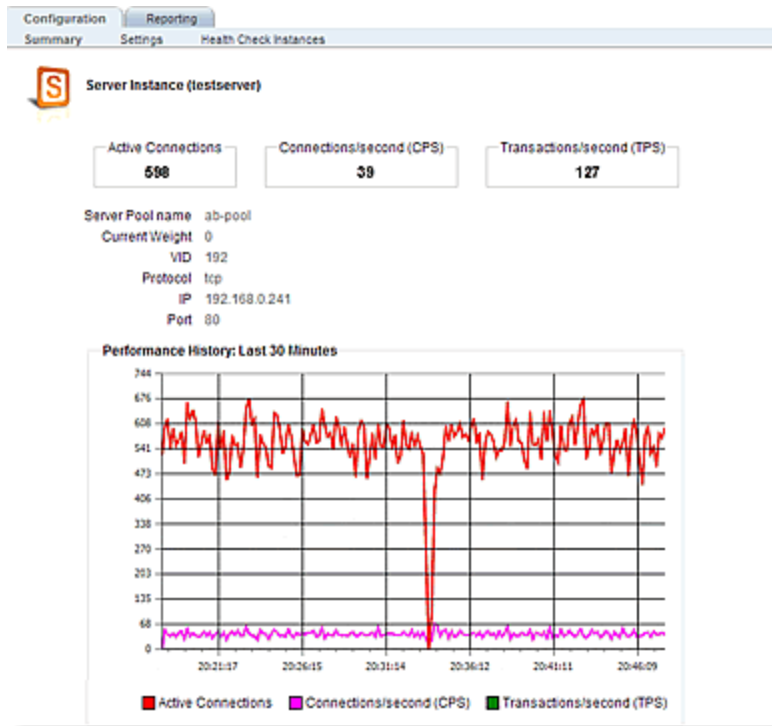 Configuration Reporting
Summary Settings Health Check Instances
S
Server Instance (testserver)
Active Connections Connections/second (CPS) Transactions/second (TPS)
598 39 127
Server Pool name ab-pool
Current Weight 0
VID 192
Protocol tcp
IP 192.168.0.241
Port 80
Performance History: Last 30 Minutes
744
676
608
541
473
406
338
270
203
135
68
0
20:21:17 20:26:15 20:31:14 20:36:12 20:41:11 20:46:09
Active Connections Connections/second (CPS) Transactions/second (TPS)